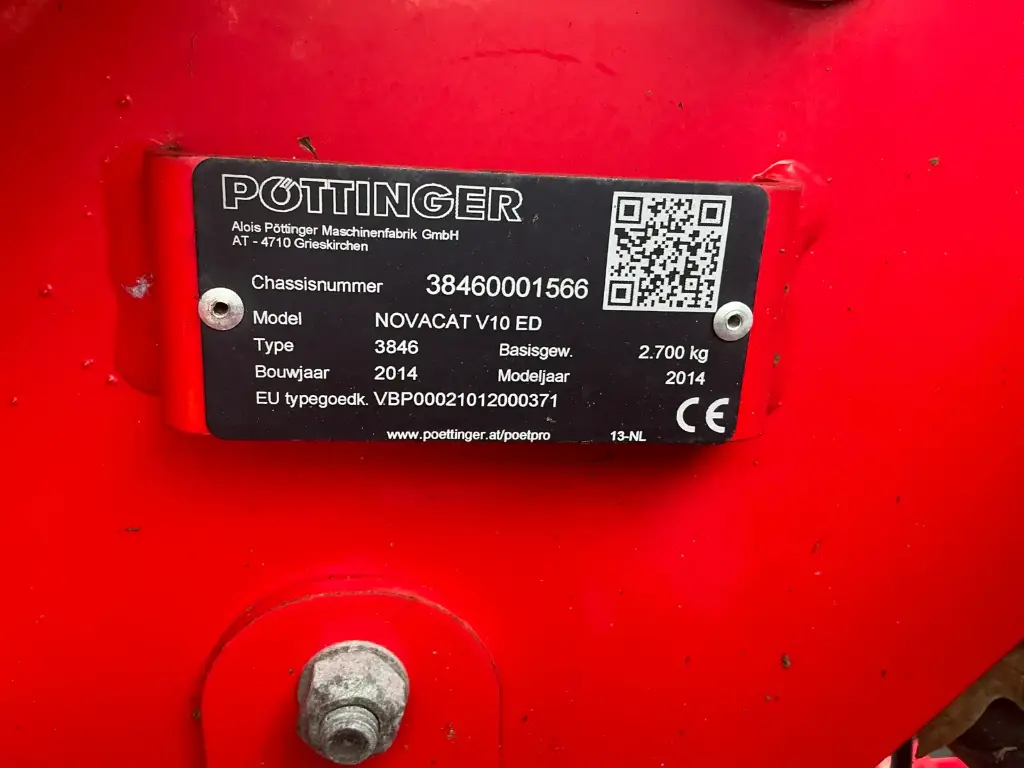 PÖTTINGER
Alois Pöttinger Maschinenfabrik GmbH
AT - 4710 Grieskirchen
Chassisnummer 38460001566
Model NOVACAT V10 ED
Type 3846 Basisgew. 2.700 kg
Bouwjaar 2014 Modeljaar 2014
EU typegoedk. VBP00021012000371
CE
www.poettinger.at/poetpro 13-NL